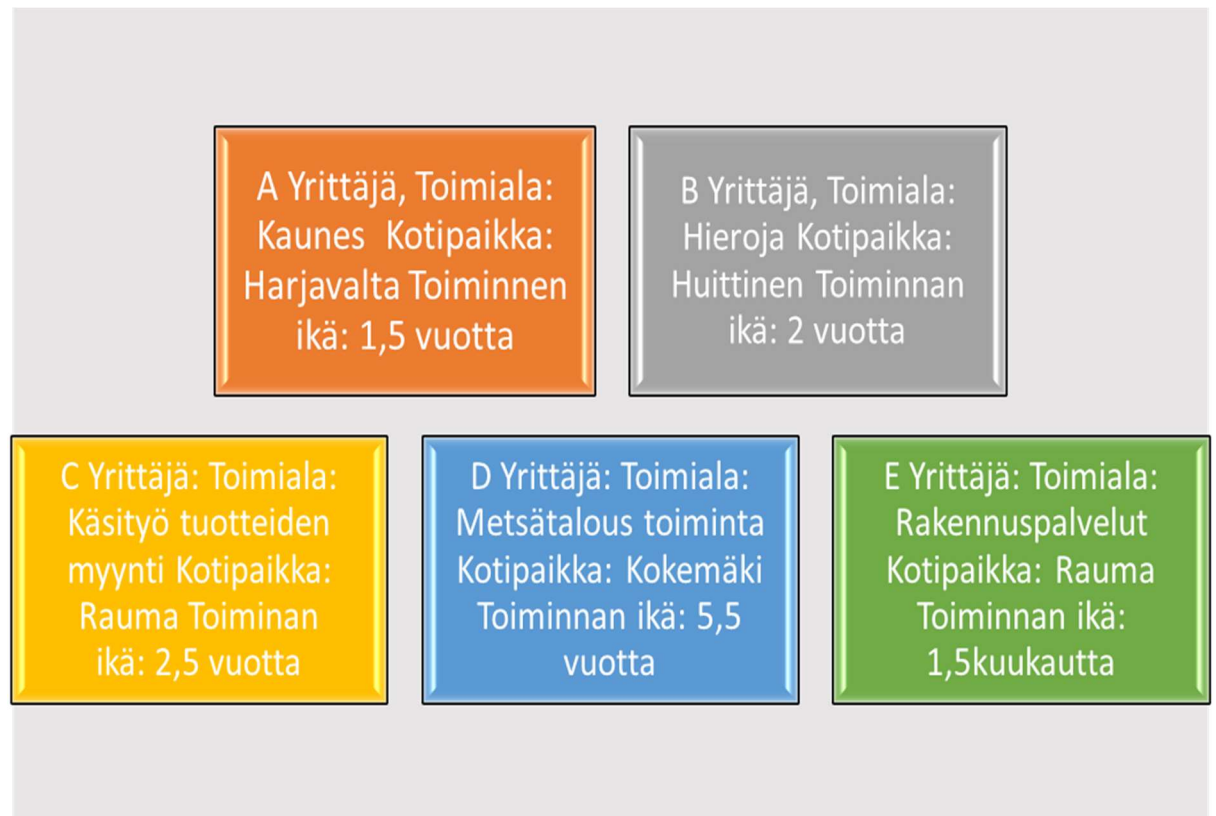 A Yrittäjä, Toimiala:
Kaunes Kotipaikka:
Harjavalta Toiminnen
ikä: 1,5 vuotta
B Yrittäjä, Toimiala:
Hieroja Kotipaikka:
Huittinen Toiminnan
ikä: 2 vuotta
C Yrittäjä: Toimiala:
Käsityö tuotteiden
myynti Kotipaikka:
Rauma Toiminan
ikä: 2,5 vuotta
D Yrittäjä: Toimiala:
Metsätalous toiminta
Kotipaikka: Kokemäki
Toiminnan ikä: 5,5
vuotta
E Yrittäjä: Toimiala:
Rakennuspalvelut
Kotipaikka: Rauma
Toiminnan ikä:
1,5kuukautta